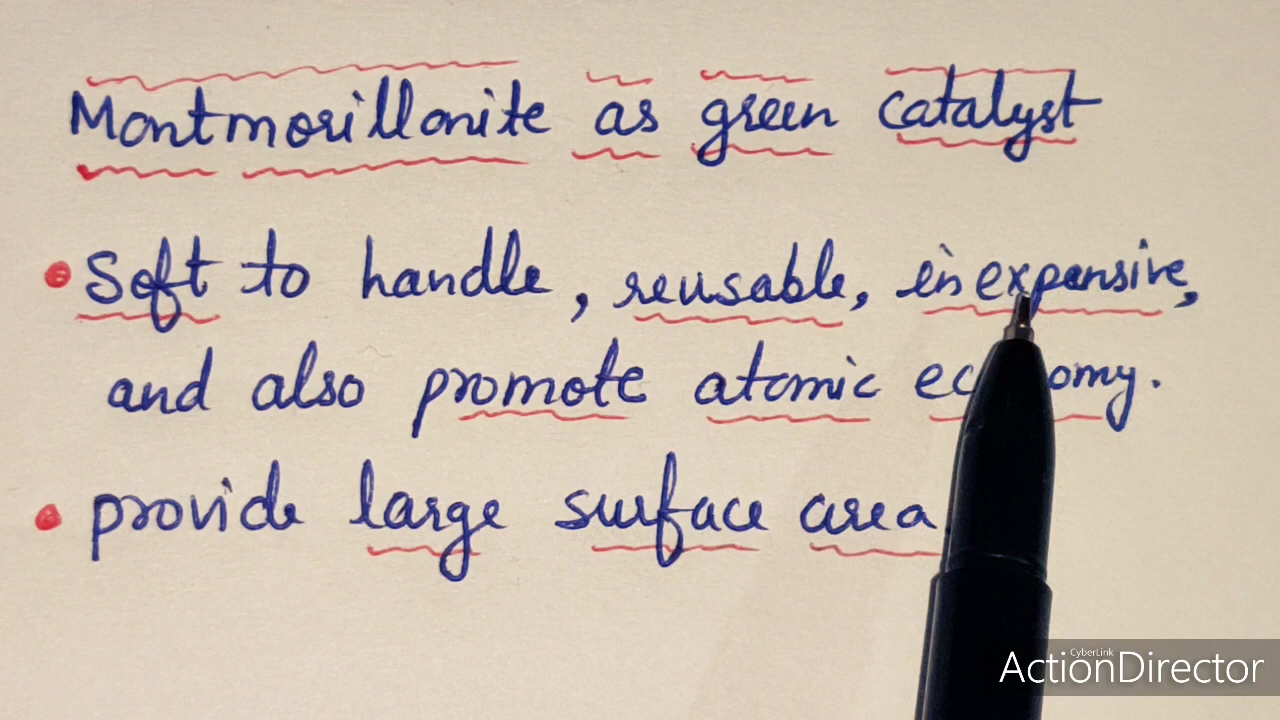 Montmorillonite as green catalyst
• Soft to handle, reusable, inexpensive,
and also promote atomic economy.
• provide large surface area
CyberLink
ActionDirector